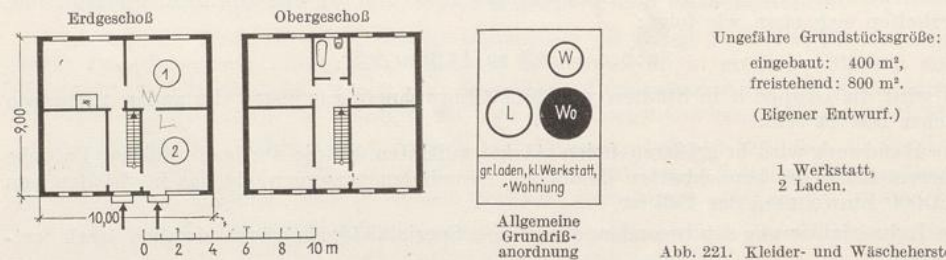 Erdgeschoß
Obergeschoß
1
W
L
2
9,00
10,00
0 2 4 6 8 10 m
W
L
Wo
gr. Laden, kl. Werkstatt,
Wohnung
Allgemeine
Grundriß-
anordnung
Ungefähre Grundstücksgröße:
eingebaut: 400 m²,
freistehend: 800 m².
(Eigener Entwurf.)
1 Werkstatt,
2 Laden.
Abb. 221. Kleider- und Wäscheherste